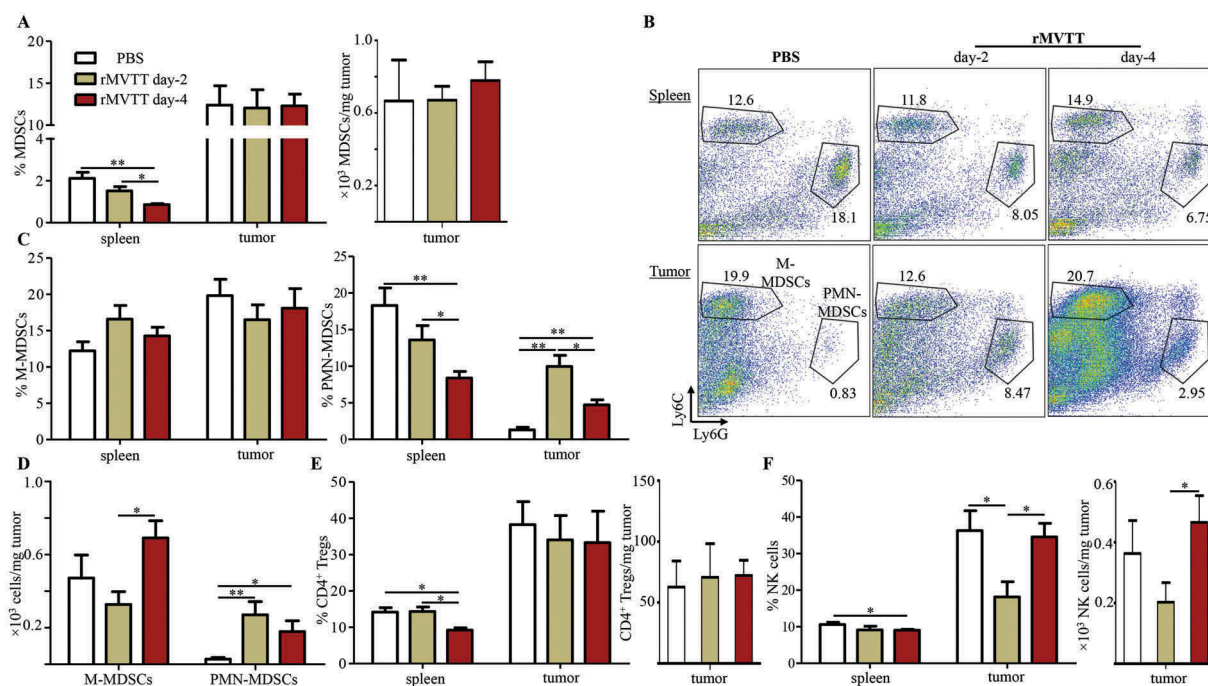 A
20
15
10
4
2
0
% MDSCs
PBS
rMVTT day-2
rMVTT day-4
**
*
spleen
tumor
1.0
0.6
0.2
×10³ MDSCs/mg tumor
tumor
B
rMVTT
PBS
day-2
day-4
Spleen
12.6
18.1
11.8
8.05
14.9
6.75
Tumor
19.9
M-
MDSCs
PMN-
MDSCs
0.83
12.6
8.47
20.7
2.95
Ly6C
Ly6G
C
25
20
15
10
5
0
% M-MDSCs
spleen
tumor
25
20
15
10
5
0
% PMN-MDSCs
**
*
**
**
*
spleen
tumor
D
1.0
0.6
0.2
×10³ cells/mg tumor
*
*
**
M-MDSCs
PMN-MDSCs
E
50
40
30
20
10
0
% CD4⁺ Tregs
*
*
spleen
tumor
150
100
50
CD4⁺ Tregs/mg tumor
tumor
F
50
40
30
20
10
0
% NK cells
*
*
*
spleen
tumor
0.6
0.4
0.2
×10³ NK cells/mg tumor
*
tumor